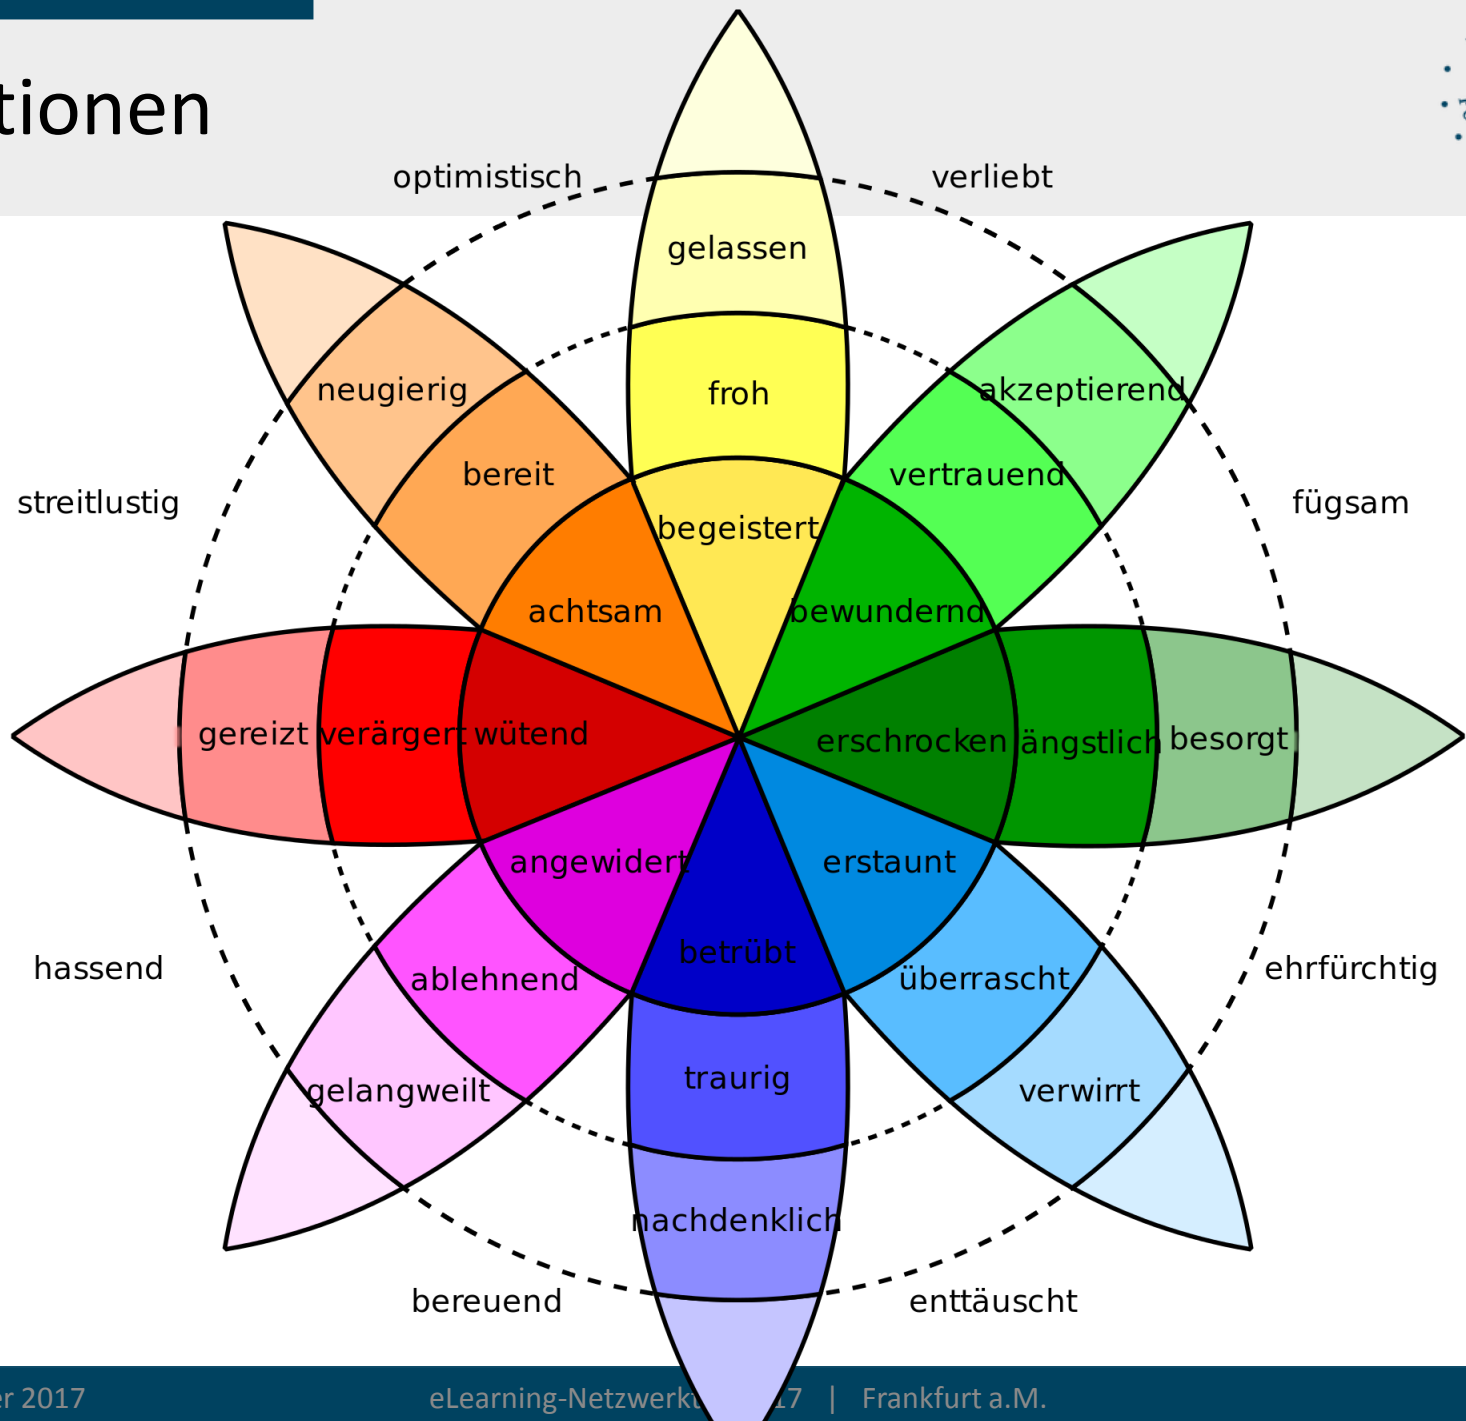 tionen
optimistisch
verliebt
gelassen
neugierig
froh
akzeptierend
bereit
vertrauend
streitlustig
fügsam
begeistert
achtsam
bewundernd
gereizt
verärgert
wütend
erschrocken
ängstlich
besorgt
angewidert
erstaunt
betrübt
hassend
ablehnend
überrascht
ehrfürchtig
traurig
gelangweilt
verwirrt
nachdenklich
bereuend
enttäuscht
er 2017
eLearning-Netzwerkt 17 | Frankfurt a.M.